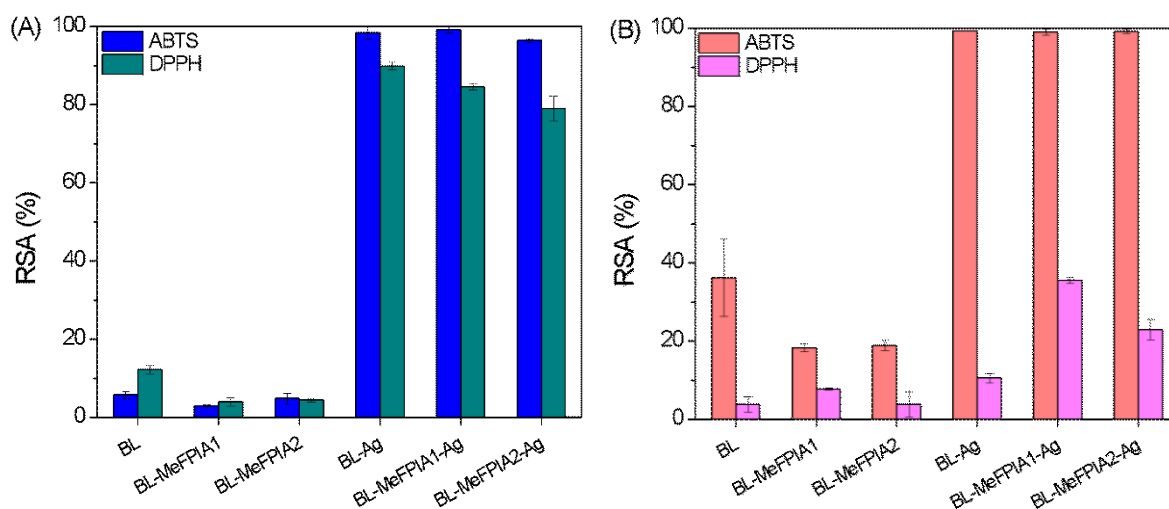 (A)
ABTS
DPPH
RSA (%)
100
80
60
40
20
0
BL
BL-MeFPIA1
BL-MeFPIA2
BL-Ag
BL-MeFPIA1-Ag
BL-MeFPIA2-Ag
(B)
ABTS
DPPH
RSA (%)
100
80
60
40
20
0
BL
BL-MeFPIA1
BL-MeFPIA2
BL-Ag
BL-MeFPIA1-Ag
BL-MeFPIA2-Ag